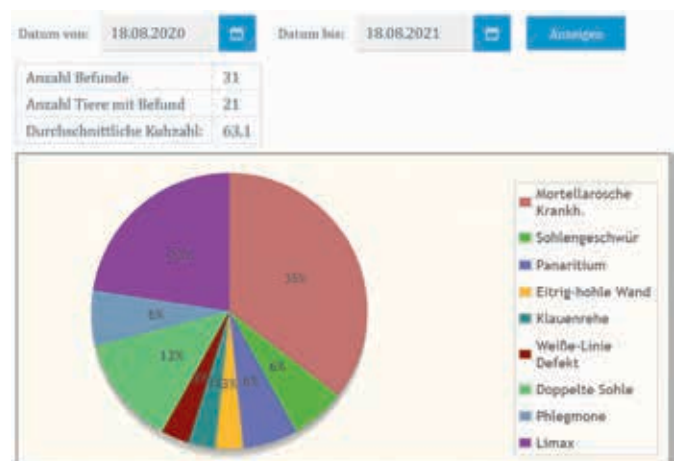 Datum von: 18.08.2020 Datum bis: 18.08.2021 Anzeigen
Anzahl Befunde 31
Anzahl Tiere mit Befund 21
Durchschnittliche Kuhzahl: 63,1
Mortellarosche
Krankh.
Sohlengeschwür
Panaritium
Eitrig-hohle Wand
Klauenrehe
Weiße-Linie
Defekt
Doppelte Sohle
Phlegmone
Limax
35%
6%
6%
3%
12%
6%